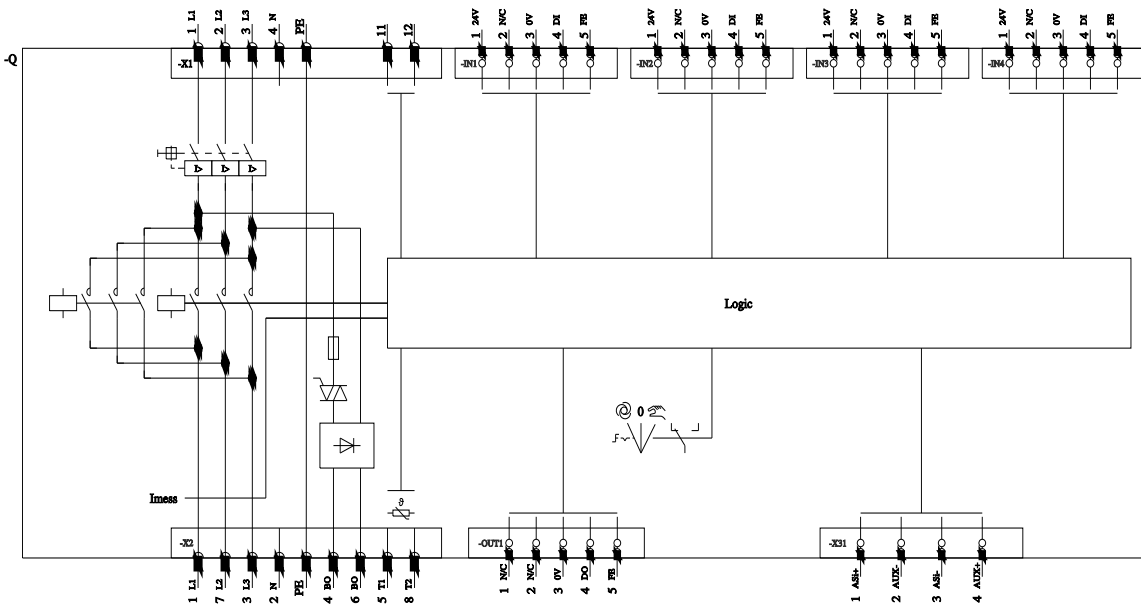 1 L1
2 L2
3 L3
4 N
PE
11
12
1 24V
2 N/C
3 0V
4 DI
5 FE
1 24V
2 N/C
3 0V
4 DI
5 FE
1 24V
2 N/C
3 0V
4 DI
5 FE
1 24V
2 N/C
3 0V
4 DI
5 FE
-Q
-X1
-IN1
-IN2
-IN3
-IN4
I>
I>
I>
Logic
0
Imess
ϑ
-X2
-OUT1
-X31
1 L1
7 L2
3 L3
2 N
PE
4 BO
6 BO
5 T1
8 T2
1 N/C
2 N/C
3 0V
4 DO
5 FE
1 ASi+
2 AUX-
3 ASi-
4 AUX+